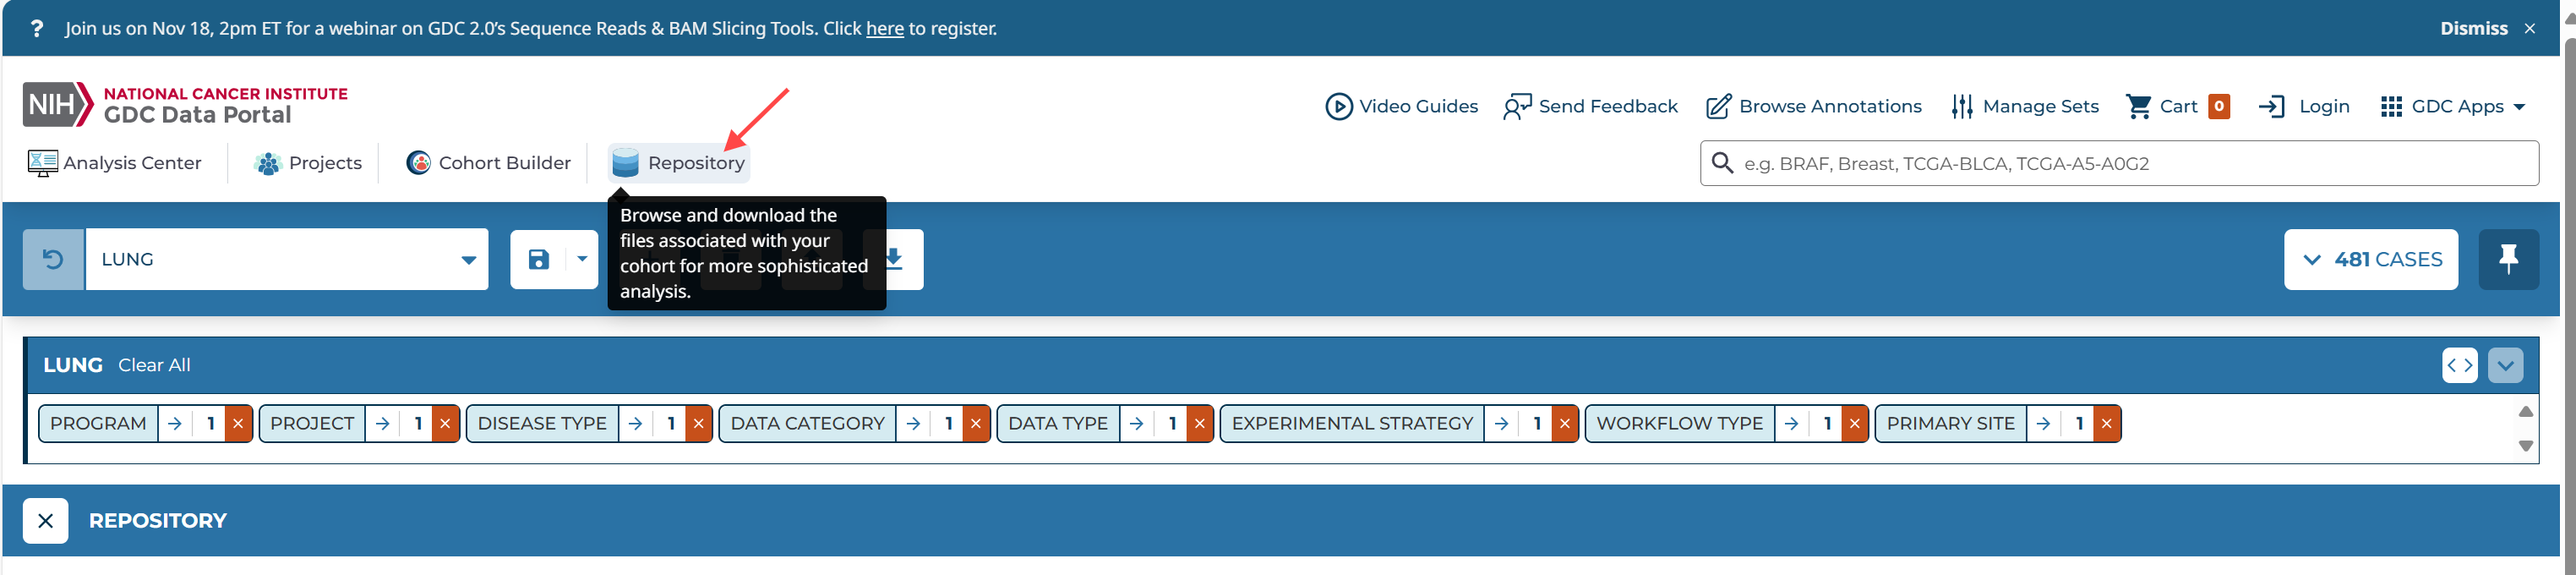 ? Join us on Nov 18, 2pm ET for a webinar on GDC 2.0's Sequence Reads & BAM Slicing Tools. Click here to register. Dismiss ×
NIH NATIONAL CANCER INSTITUTE
GDC Data Portal
Video Guides Send Feedback Browse Annotations Manage Sets Cart 0 Login GDC Apps
Analysis Center Projects Cohort Builder Repository
e.g. BRAF, Breast, TCGA-BLCA, TCGA-A5-A0G2
Browse and download the
files associated with your
cohort for more sophisticated
analysis.
LUNG
481 CASES
LUNG Clear All
PROGRAM 1 PROJECT 1 DISEASE TYPE 1 DATA CATEGORY 1 DATA TYPE 1 EXPERIMENTAL STRATEGY 1 WORKFLOW TYPE 1 PRIMARY SITE 1
REPOSITORY